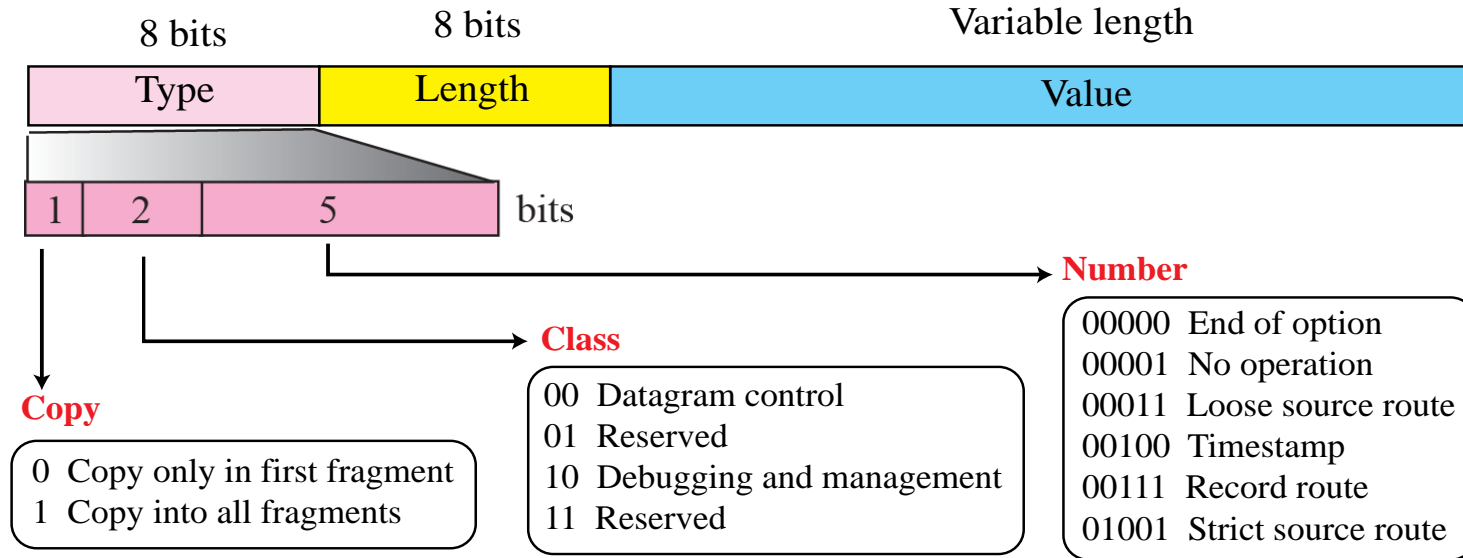 8 bits 8 bits Variable length
Type Length Value
1 2 5 bits
Number
00000 End of option
00001 No operation
00011 Loose source route
00100 Timestamp
00111 Record route
01001 Strict source route
Class
00 Datagram control
01 Reserved
10 Debugging and management
11 Reserved
Copy
0 Copy only in first fragment
1 Copy into all fragments